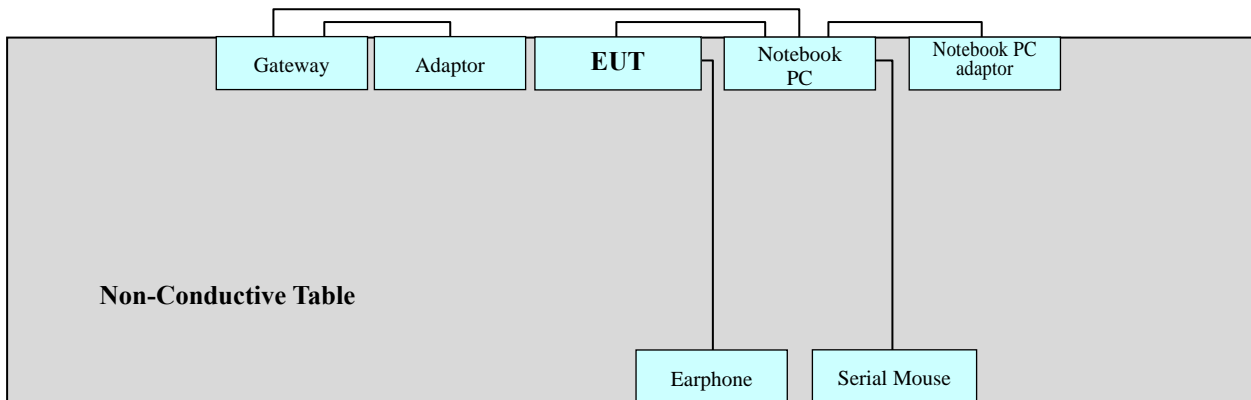 Gateway
Adaptor
EUT
Notebook
PC
Notebook PC
adaptor
Non-Conductive Table
Earphone
Serial Mouse